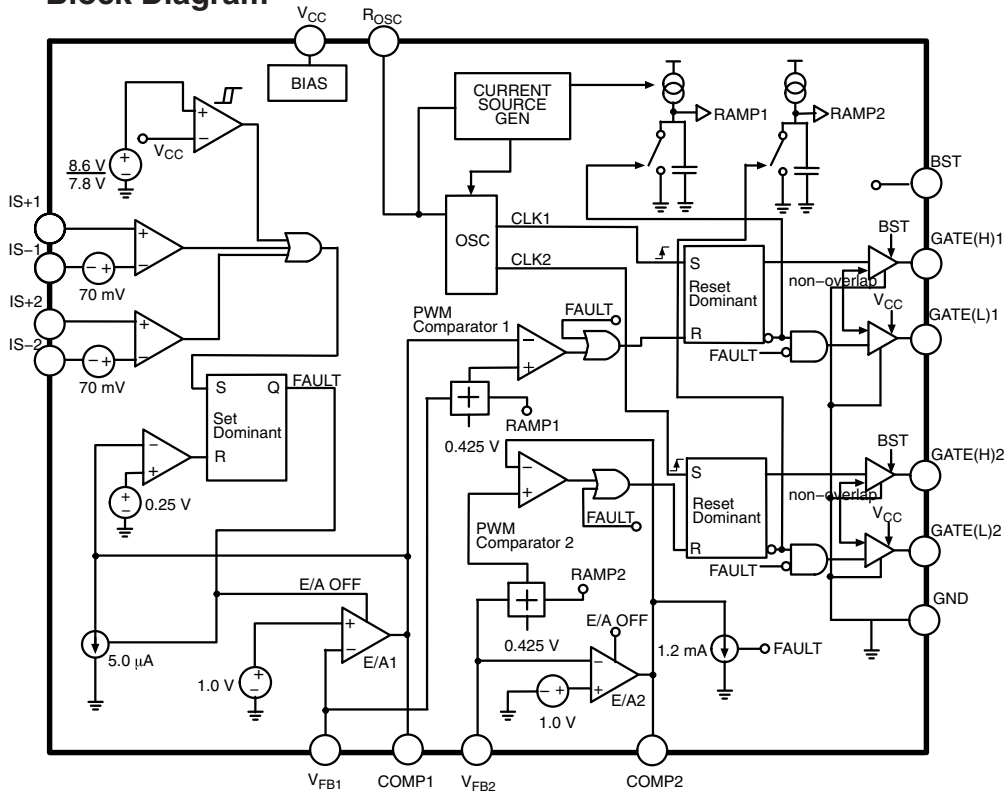 Block Diagram
VCC
ROSC
BIAS
CURRENT
SOURCE
GEN
RAMP1
RAMP2
+
−
VCC
8.6 V
7.8 V
+
−
BST
IS+1
IS−1
− +
70 mV
+
−
OSC
CLK1
CLK2
S
Reset
Dominant
R
BST
GATE(H)1
non−overlap
VCC
GATE(L)1
FAULT
IS+2
IS−2
− +
70 mV
+
−
PWM
Comparator 1
−
+
FAULT
RAMP1
+
0.425 V
S
Q
FAULT
Set
Dominant
R
−
+
+
−
0.25 V
−
+
PWM
Comparator 2
FAULT
S
Reset
Dominant
R
BST
GATE(H)2
non−overlap
VCC
GATE(L)2
FAULT
RAMP2
+
0.425 V
E/A OFF
+
−
E/A1
5.0 μA
1.0 V
+
−
E/A OFF
−
+
E/A2
− +
1.0 V
1.2 mA
FAULT
GND
VFB1
COMP1
VFB2
COMP2